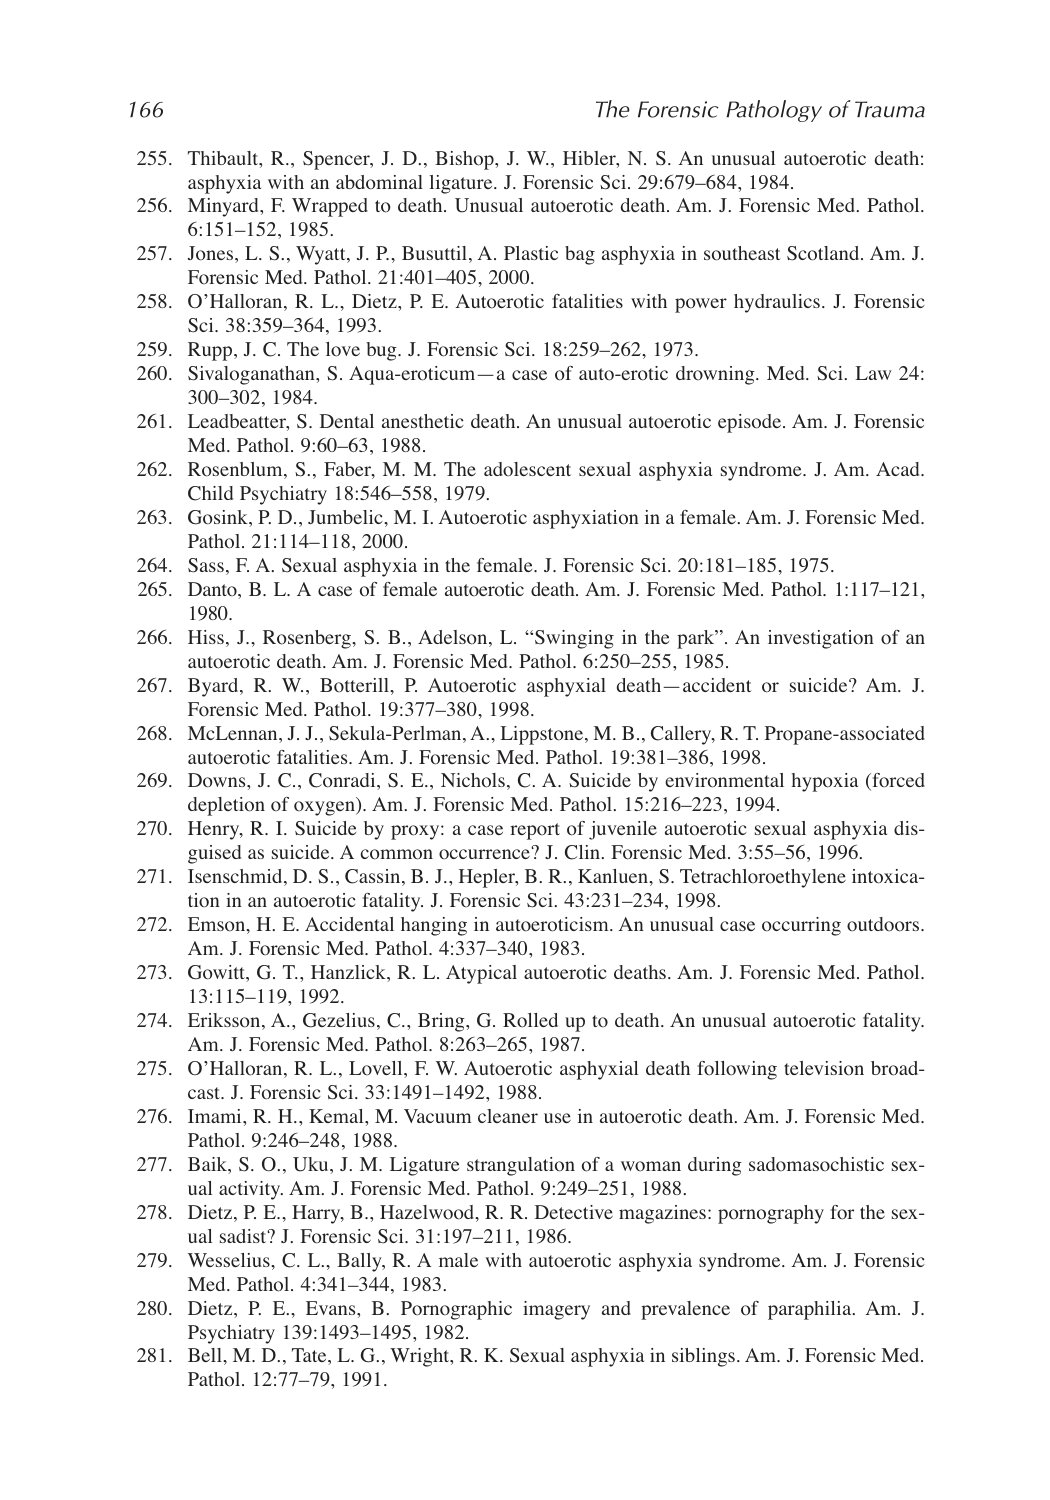 166 The Forensic Pathology of Trauma
255. Thibault, R., Spencer, J. D., Bishop, J. W., Hibler, N. S. An unusual autoerotic death:
asphyxia with an abdominal ligature. J. Forensic Sci. 29:679–684, 1984.
256. Minyard, F. Wrapped to death. Unusual autoerotic death. Am. J. Forensic Med. Pathol.
6:151–152, 1985.
257. Jones, L. S., Wyatt, J. P., Busuttil, A. Plastic bag asphyxia in southeast Scotland. Am. J.
Forensic Med. Pathol. 21:401–405, 2000.
258. O’Halloran, R. L., Dietz, P. E. Autoerotic fatalities with power hydraulics. J. Forensic
Sci. 38:359–364, 1993.
259. Rupp, J. C. The love bug. J. Forensic Sci. 18:259–262, 1973.
260. Sivaloganathan, S. Aqua-eroticum—a case of auto-erotic drowning. Med. Sci. Law 24:
300–302, 1984.
261. Leadbeatter, S. Dental anesthetic death. An unusual autoerotic episode. Am. J. Forensic
Med. Pathol. 9:60–63, 1988.
262. Rosenblum, S., Faber, M. M. The adolescent sexual asphyxia syndrome. J. Am. Acad.
Child Psychiatry 18:546–558, 1979.
263. Gosink, P. D., Jumbelic, M. I. Autoerotic asphyxiation in a female. Am. J. Forensic Med.
Pathol. 21:114–118, 2000.
264. Sass, F. A. Sexual asphyxia in the female. J. Forensic Sci. 20:181–185, 1975.
265. Danto, B. L. A case of female autoerotic death. Am. J. Forensic Med. Pathol. 1:117–121,
1980.
266. Hiss, J., Rosenberg, S. B., Adelson, L. “Swinging in the park”. An investigation of an
autoerotic death. Am. J. Forensic Med. Pathol. 6:250–255, 1985.
267. Byard, R. W., Botterill, P. Autoerotic asphyxial death—accident or suicide? Am. J.
Forensic Med. Pathol. 19:377–380, 1998.
268. McLennan, J. J., Sekula-Perlman, A., Lippstone, M. B., Callery, R. T. Propane-associated
autoerotic fatalities. Am. J. Forensic Med. Pathol. 19:381–386, 1998.
269. Downs, J. C., Conradi, S. E., Nichols, C. A. Suicide by environmental hypoxia (forced
depletion of oxygen). Am. J. Forensic Med. Pathol. 15:216–223, 1994.
270. Henry, R. I. Suicide by proxy: a case report of juvenile autoerotic sexual asphyxia dis-
guised as suicide. A common occurrence? J. Clin. Forensic Med. 3:55–56, 1996.
271. Isenschmid, D. S., Cassin, B. J., Hepler, B. R., Kanluen, S. Tetrachloroethylene intoxica-
tion in an autoerotic fatality. J. Forensic Sci. 43:231–234, 1998.
272. Emson, H. E. Accidental hanging in autoeroticism. An unusual case occurring outdoors.
Am. J. Forensic Med. Pathol. 4:337–340, 1983.
273. Gowitt, G. T., Hanzlick, R. L. Atypical autoerotic deaths. Am. J. Forensic Med. Pathol.
13:115–119, 1992.
274. Eriksson, A., Gezelius, C., Bring, G. Rolled up to death. An unusual autoerotic fatality.
Am. J. Forensic Med. Pathol. 8:263–265, 1987.
275. O’Halloran, R. L., Lovell, F. W. Autoerotic asphyxial death following television broad-
cast. J. Forensic Sci. 33:1491–1492, 1988.
276. Imami, R. H., Kemal, M. Vacuum cleaner use in autoerotic death. Am. J. Forensic Med.
Pathol. 9:246–248, 1988.
277. Baik, S. O., Uku, J. M. Ligature strangulation of a woman during sadomasochistic sex-
ual activity. Am. J. Forensic Med. Pathol. 9:249–251, 1988.
278. Dietz, P. E., Harry, B., Hazelwood, R. R. Detective magazines: pornography for the sex-
ual sadist? J. Forensic Sci. 31:197–211, 1986.
279. Wesselius, C. L., Bally, R. A male with autoerotic asphyxia syndrome. Am. J. Forensic
Med. Pathol. 4:341–344, 1983.
280. Dietz, P. E., Evans, B. Pornographic imagery and prevalence of paraphilia. Am. J.
Psychiatry 139:1493–1495, 1982.
281. Bell, M. D., Tate, L. G., Wright, R. K. Sexual asphyxia in siblings. Am. J. Forensic Med.
Pathol. 12:77–79, 1991.